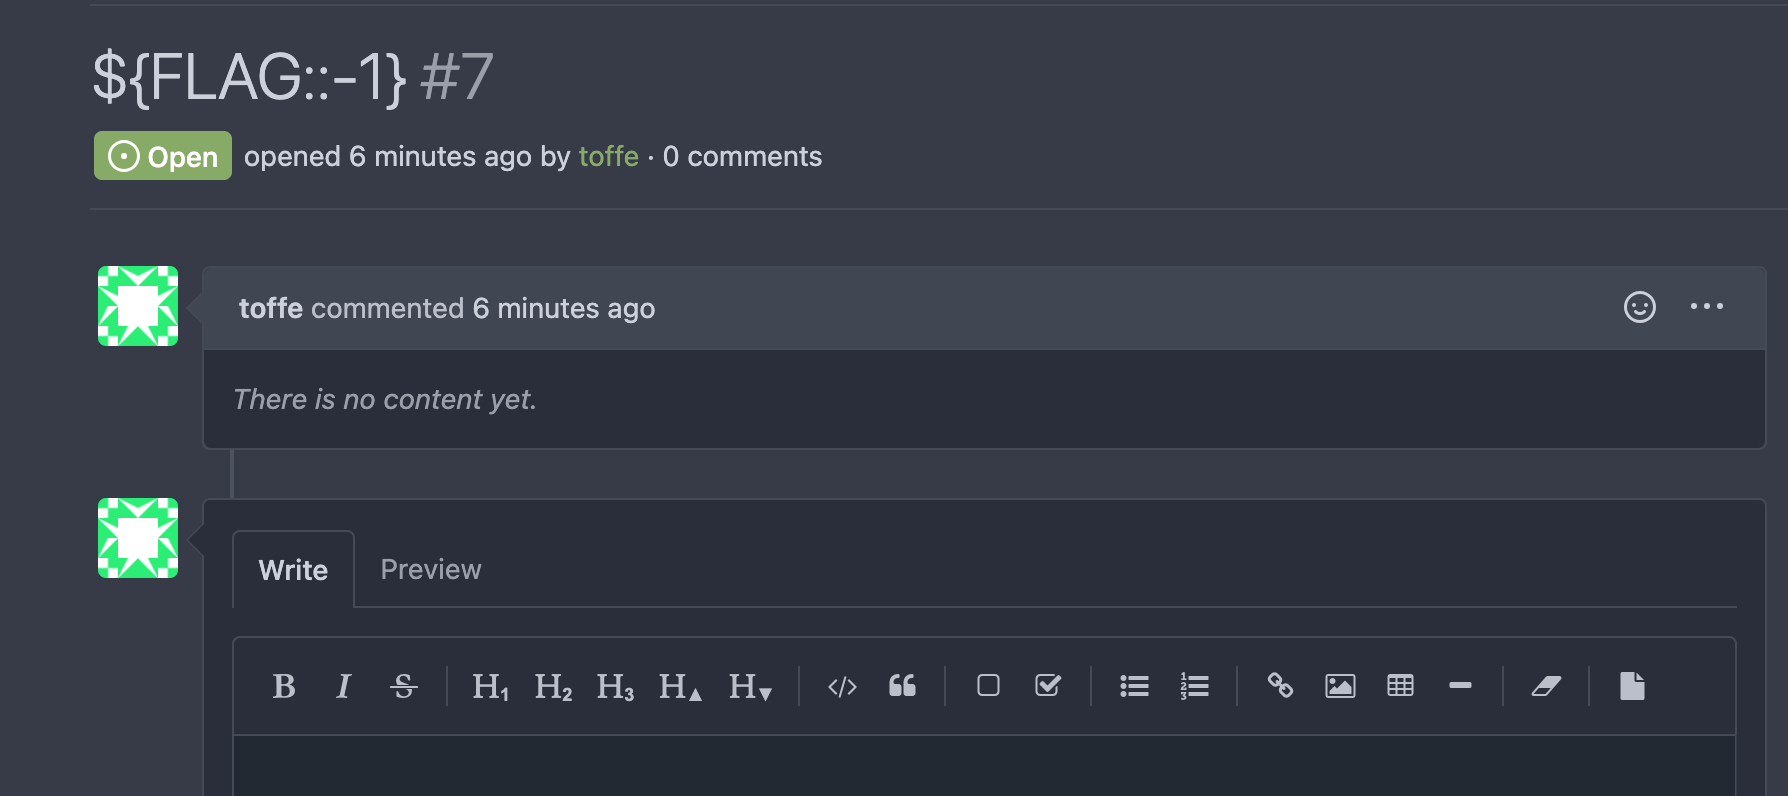 ${FLAG::-1} #7
Open opened 6 minutes ago by toffe · 0 comments
toffe commented 6 minutes ago
There is no content yet.
Write Preview
B I S H1 H2 H3 H▲ H▼